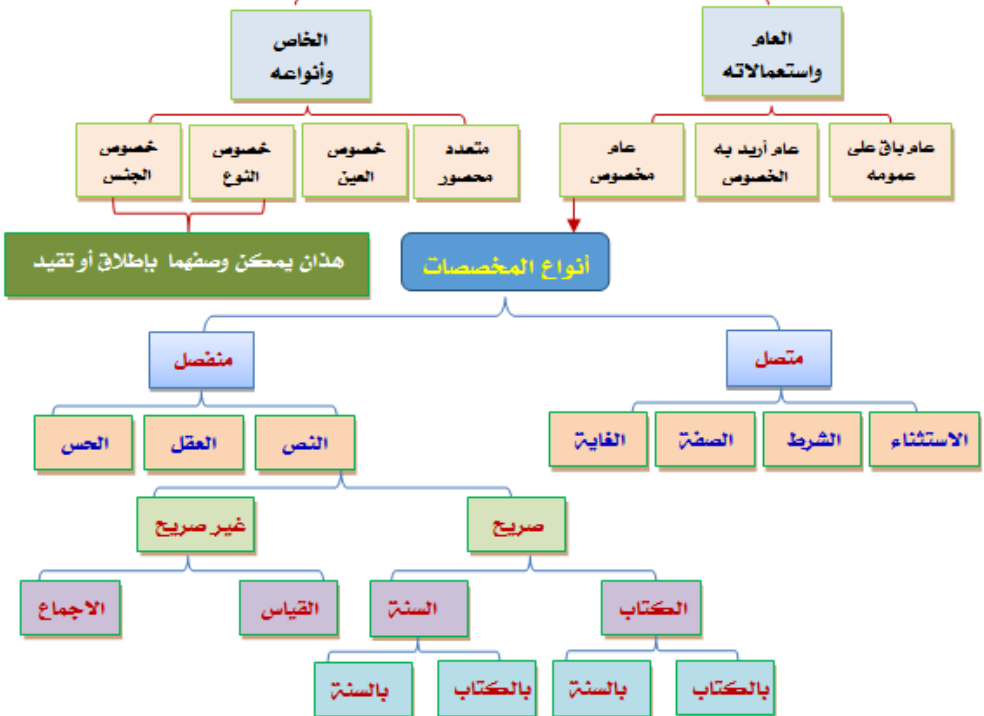 العام
واستعمالاته
الخاص
وأنواعه
عام باق على
عمومه
عام أريد به
الخصوص
عام
مخصوص
متعدد
محصور
خصوص
العين
خصوص
النوع
خصوص
الجنس
أنواع المخصصات
هذان يمكن وصفهما بإطلاق أو تقيد
متصل
منفصل
الاستثناء
الشرط
الصفة
الغاية
النص
العقل
الحس
صريح
غير صريح
الكتاب
السنة
القياس
الاجماع
بالكتاب
بالسنة
بالكتاب
بالسنة